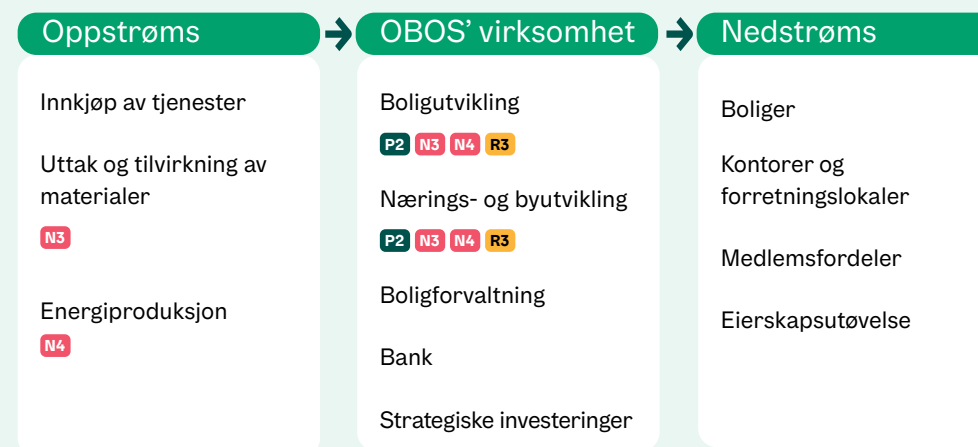 Oppstrøms
Innkjøp av tjenester
Uttak og tilvirkning av
materialer
N3
Energiproduksjon
N4
OBOS’ virksomhet
Boligutvikling
P2 N3 N4 R3
Nærings- og byutvikling
P2 N3 N4 R3
Boligforvaltning
Bank
Strategiske investeringer
Nedstrøms
Boliger
Kontorer og
forretningslokaler
Medlemsfordeler
Eierskapsutøvelse